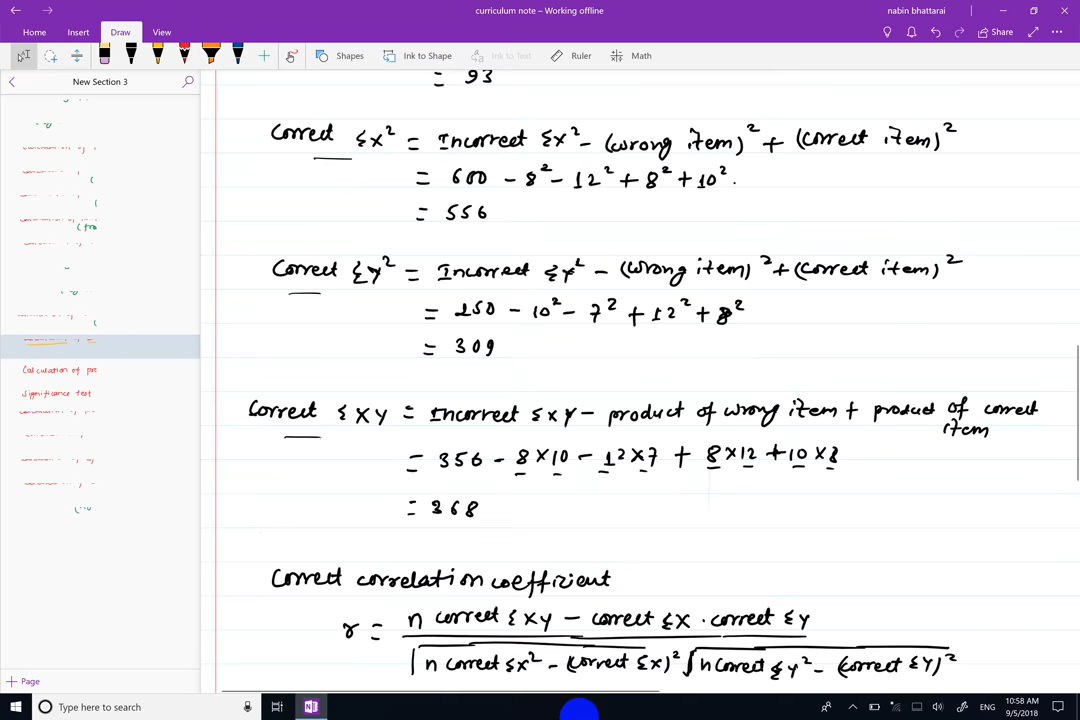 curriculum note – Working offline
nabin bhattarai
Home Insert Draw View
Share
Shapes Ink to Shape Ink to Text Ruler Math
New Section 3
= 93
Correct ΣX² = Incorrect ΣX² - (wrong item)² + (correct item)²
= 600 - 8² - 12² + 8² + 10².
= 556
Correct ΣY² = Incorrect ΣY² - (wrong item)² + (correct item)²
= 250 - 10² - 7² + 12² + 8²
= 309
Calculation of pr
Significance test
Correct ΣXY = Incorrect ΣXY - product of wrong item + product of correct
item
= 356 - 8×10 - 12×7 + 8×12 + 10×8
= 368
Correct correlation coefficient
r = n correct ΣXY - correct ΣX . correct ΣY
√n correct ΣX² - (correct ΣX)² √n correct ΣY² - (correct ΣY)²
+ Page
Type here to search
ENG
10:58 AM
9/5/2018